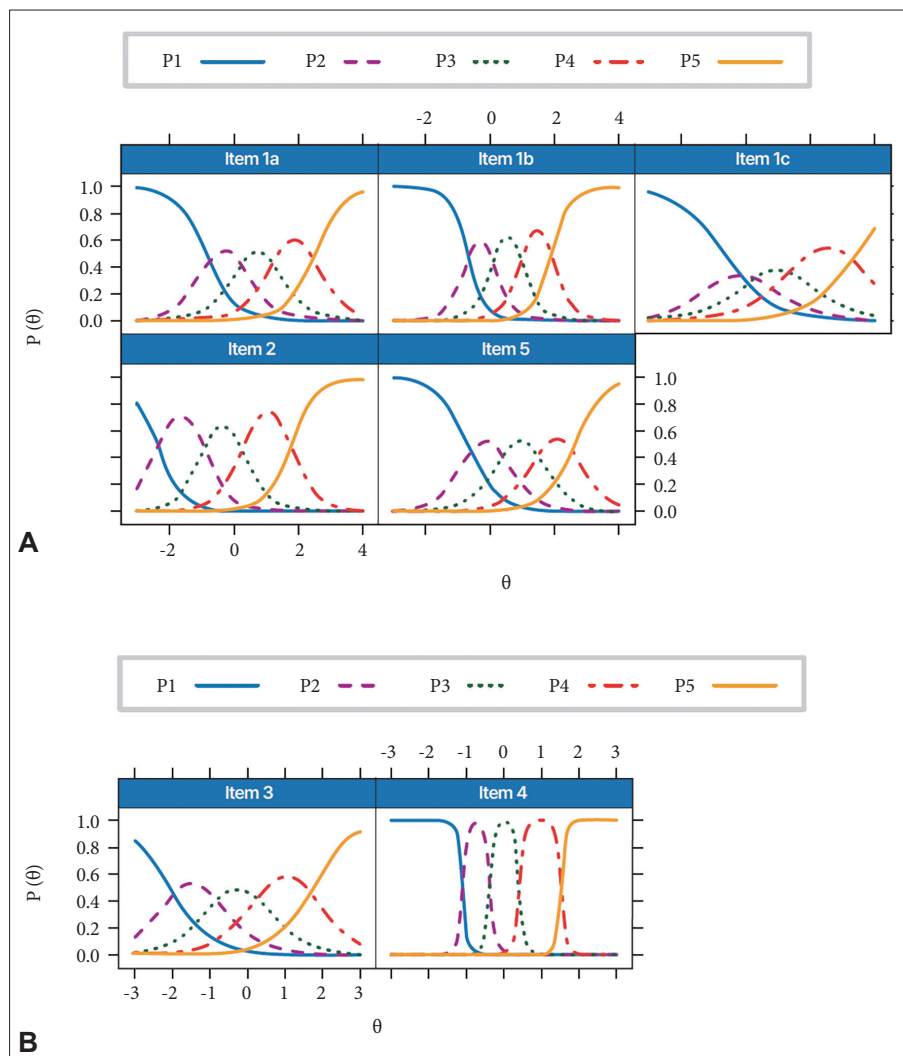 P1 P2 P3 P4 P5
-2 0 2 4
Item 1a Item 1b Item 1c
1.0
0.8
0.6
0.4
0.2
0.0
P (θ)
Item 2 Item 5
1.0
0.8
0.6
0.4
0.2
0.0
-2 0 2 4
θ
A
P1 P2 P3 P4 P5
-3 -2 -1 0 1 2 3
Item 3 Item 4
1.0
0.8
0.6
0.4
0.2
0.0
P (θ)
-3 -2 -1 0 1 2 3
θ
B